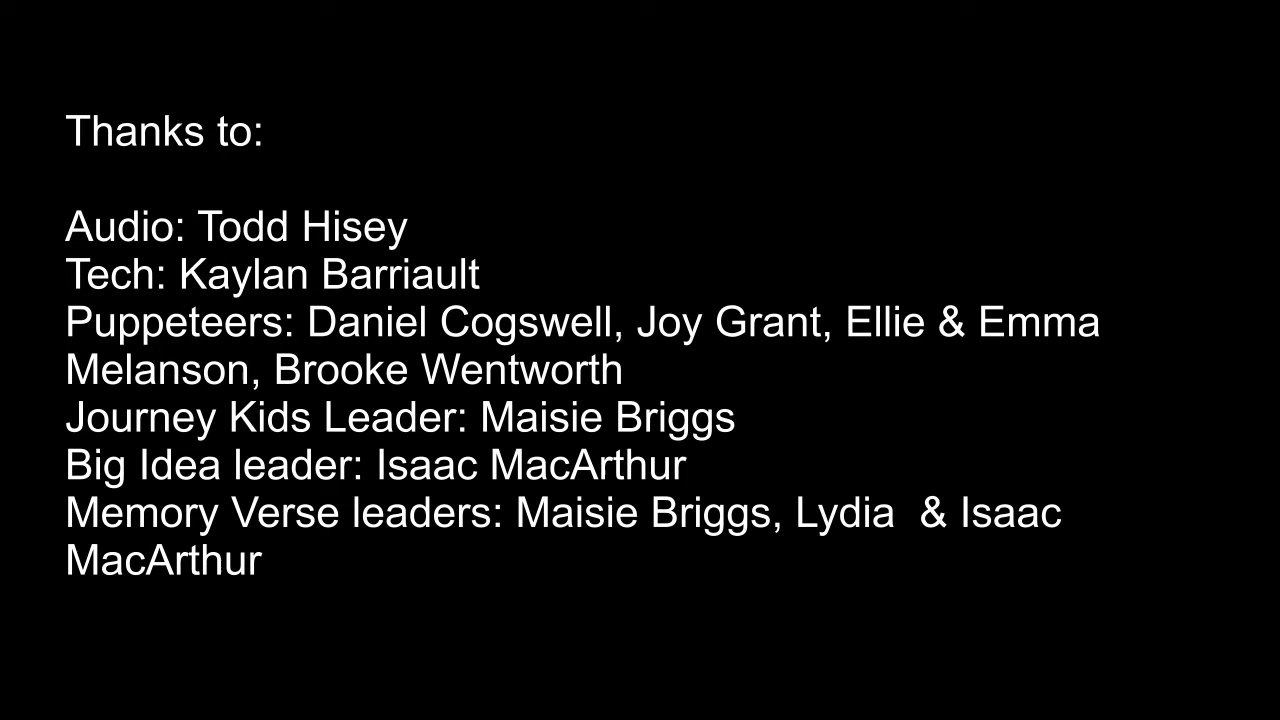 Thanks to:
Audio: Todd Hisey
Tech: Kaylan Barriault
Puppeteers: Daniel Cogswell, Joy Grant, Ellie & Emma
Melanson, Brooke Wentworth
Journey Kids Leader: Maisie Briggs
Big Idea leader: Isaac MacArthur
Memory Verse leaders: Maisie Briggs, Lydia  & Isaac
MacArthur